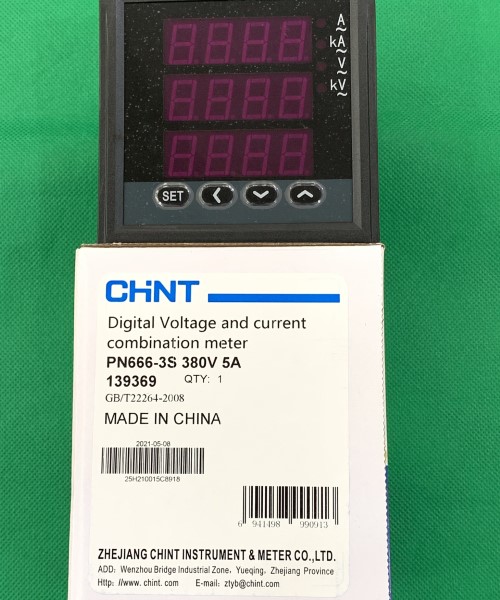 A
kA
V
kV
SET
CHINT
Digital Voltage and current
combination meter
PN666-3S 380V 5A
139369 QTY: 1
GB/T22264-2008
MADE IN CHINA
2021-05-08
25H210015C8918
6 941498 990913
ZHEJIANG CHINT INSTRUMENT & METER CO.,LTD.
ADD: Wenzhou Bridge Industrial Zone, Yueqing, Zhejiang Province
Http: //www. chint. com E-mail: ztyb@chint.com